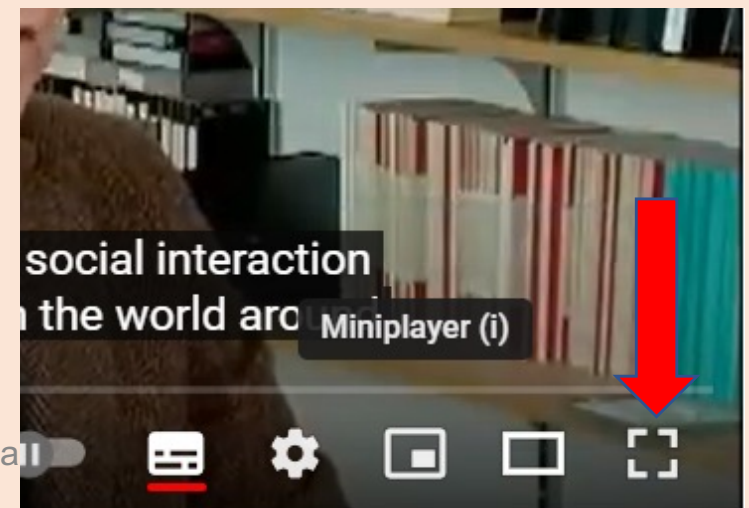 social interaction
the world aro
Miniplayer (i)